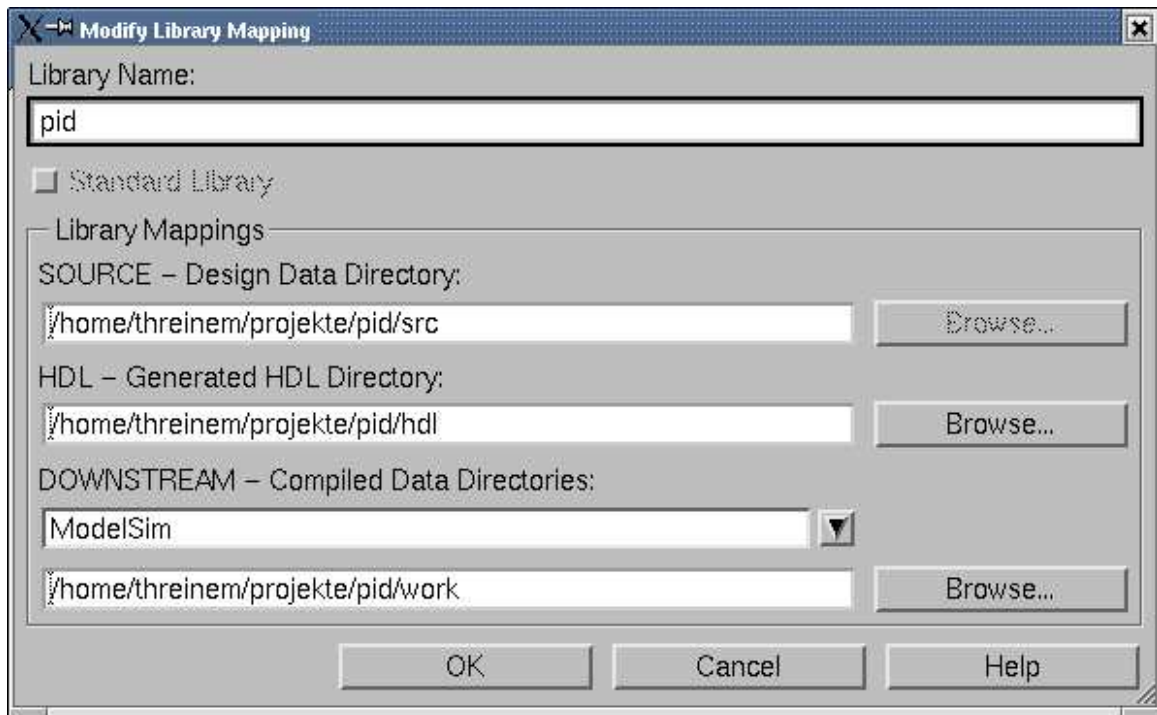 Modify Library Mapping
Library Name:
pid
Standard Library
Library Mappings
SOURCE – Design Data Directory:
/home/threinem/projekte/pid/src
Browse...
HDL – Generated HDL Directory:
/home/threinem/projekte/pid/hdl
Browse...
DOWNSTREAM – Compiled Data Directories:
ModelSim
/home/threinem/projekte/pid/work
Browse...
OK
Cancel
Help